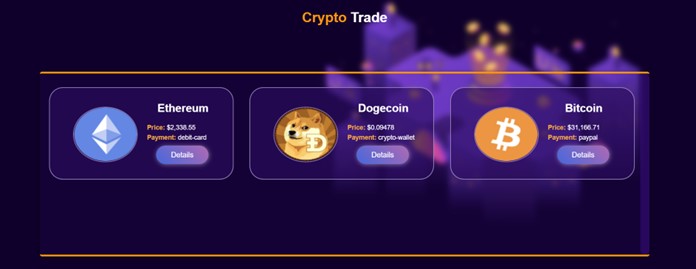 Crypto Trade
Ethereum
Price: $2,338.55
Payment: debit-card
Details
Dogecoin
Price: $0.09478
Payment: crypto-wallet
Details
Bitcoin
Price: $31,166.71
Payment: paypal
Details